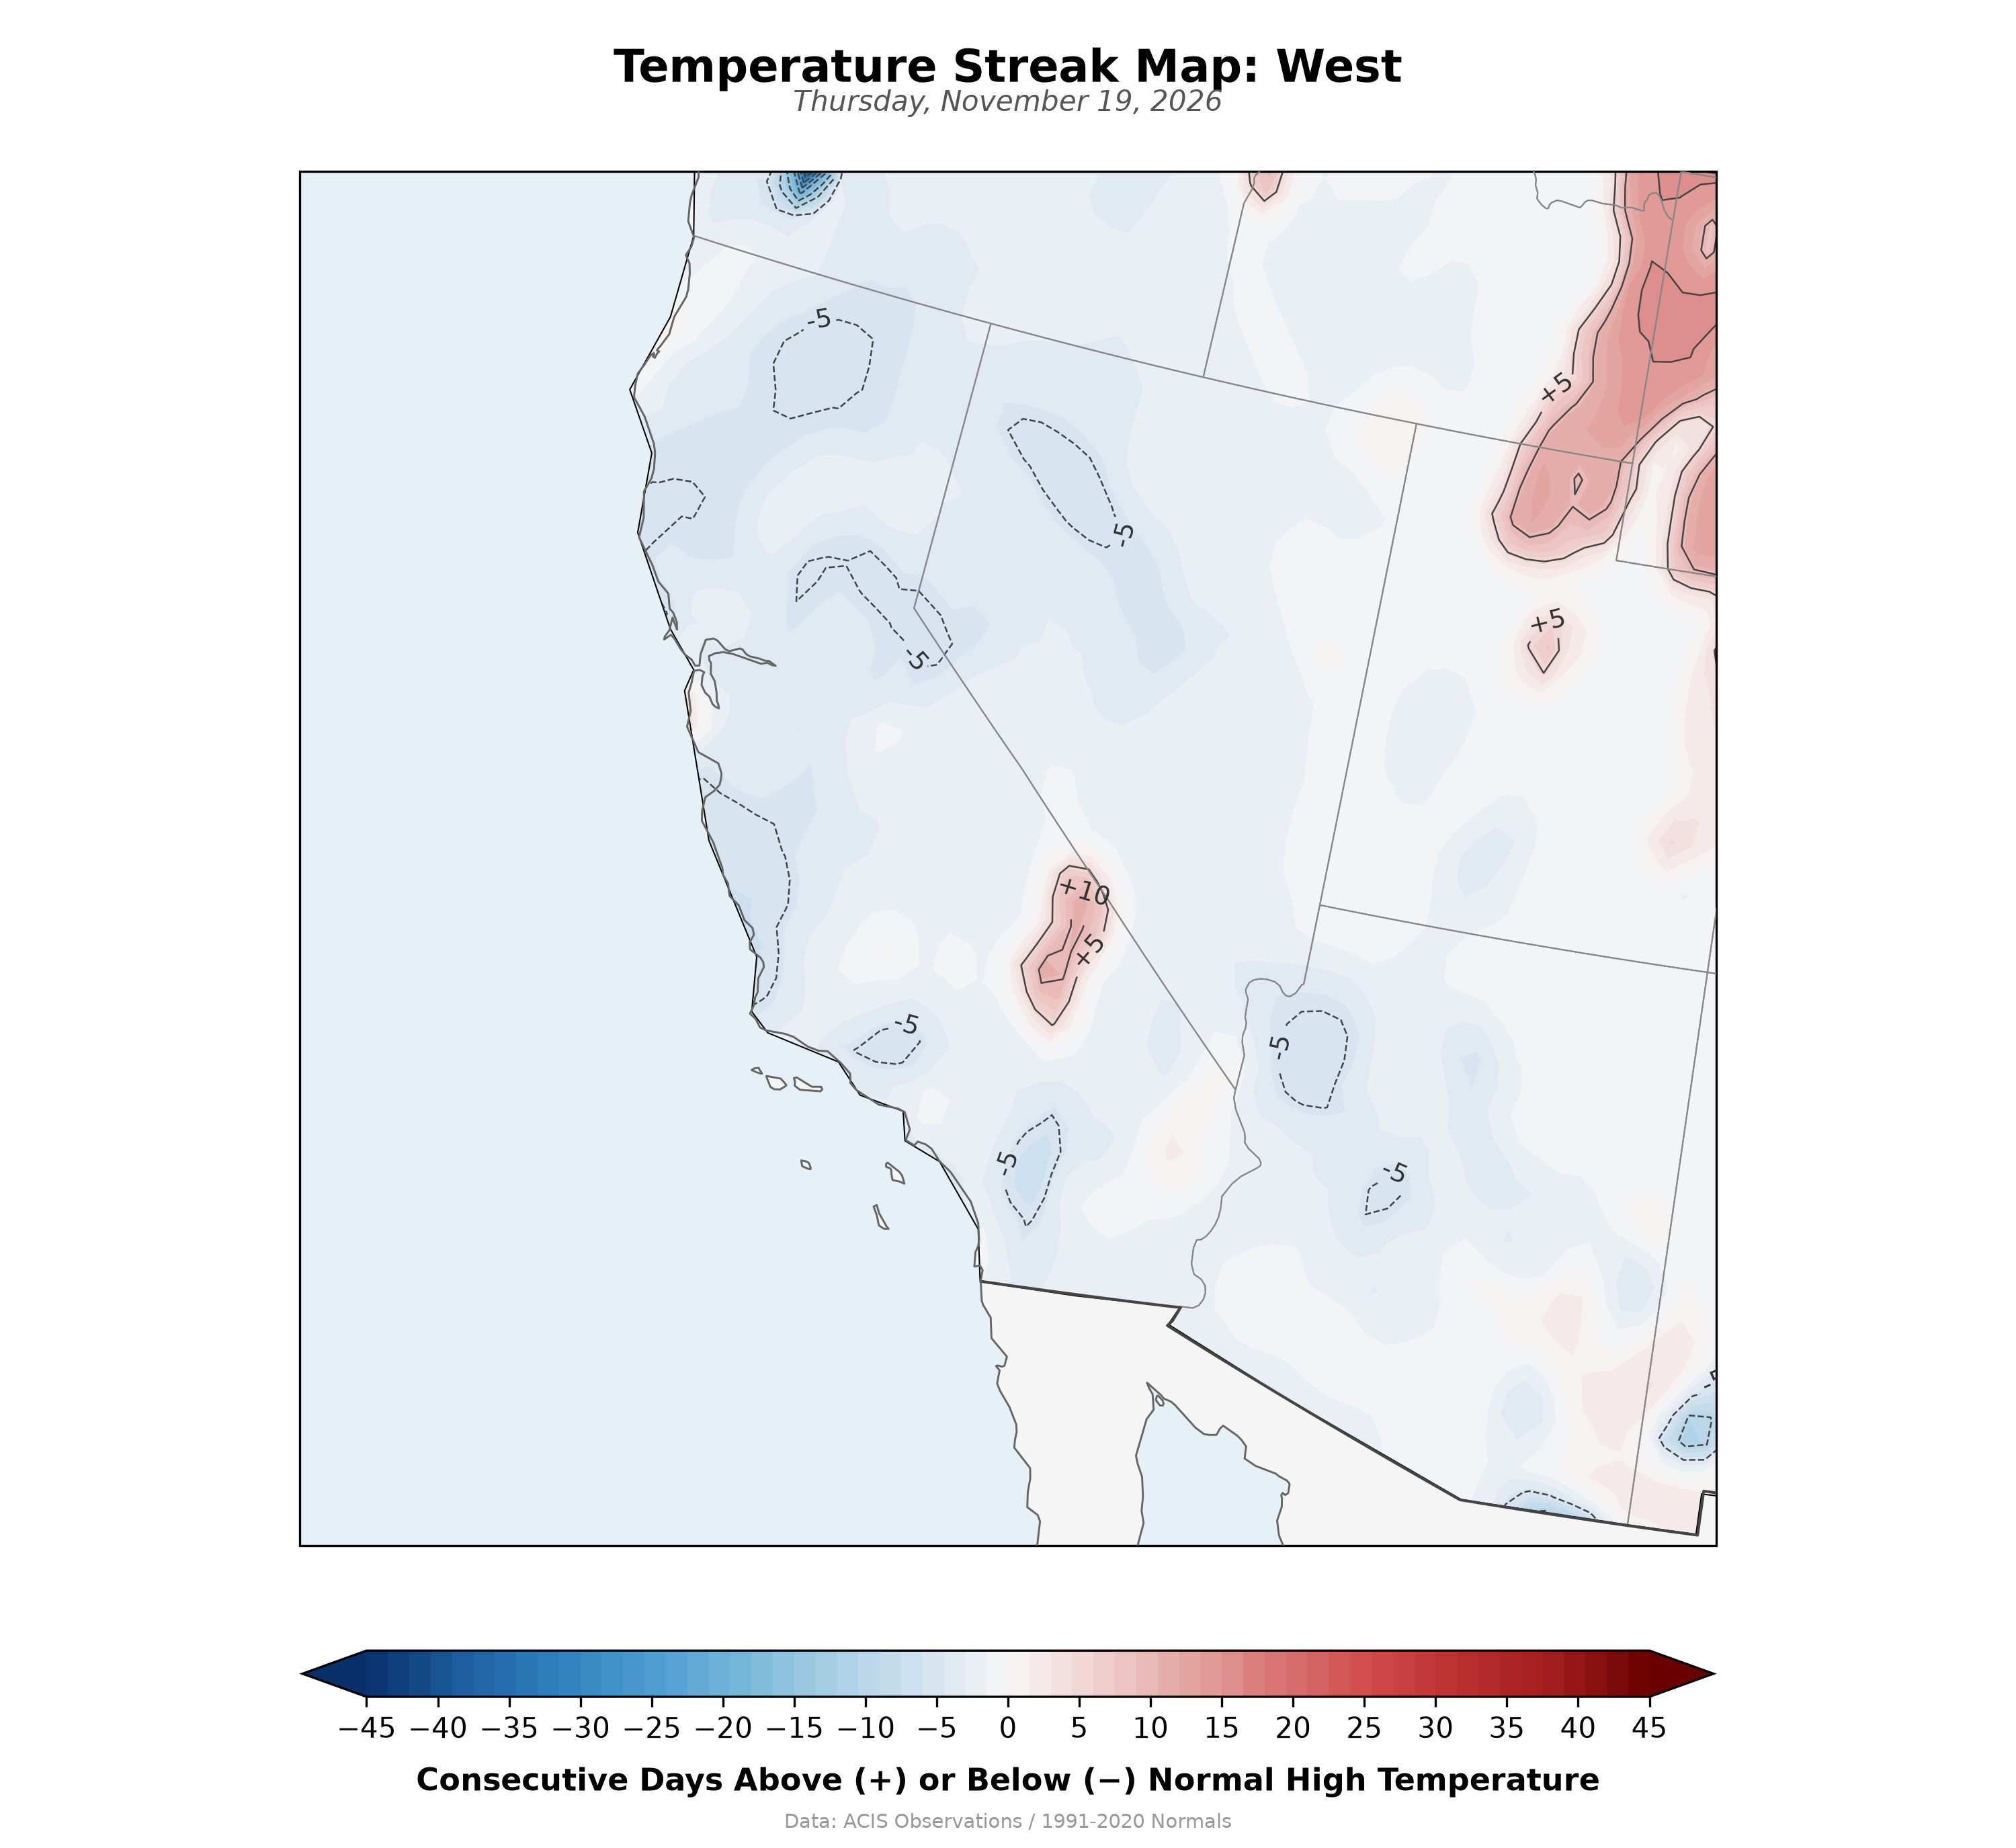 Temperature Streak Map: West
Thursday, November 19, 2026
-5
+5
-5
+5
-5
+10
+5
-5
-5
-5
-5
−45 −40 −35 −30 −25 −20 −15 −10 −5 0 5 10 15 20 25 30 35 40 45
Consecutive Days Above (+) or Below (−) Normal High Temperature
Data: ACIS Observations / 1991-2020 Normals